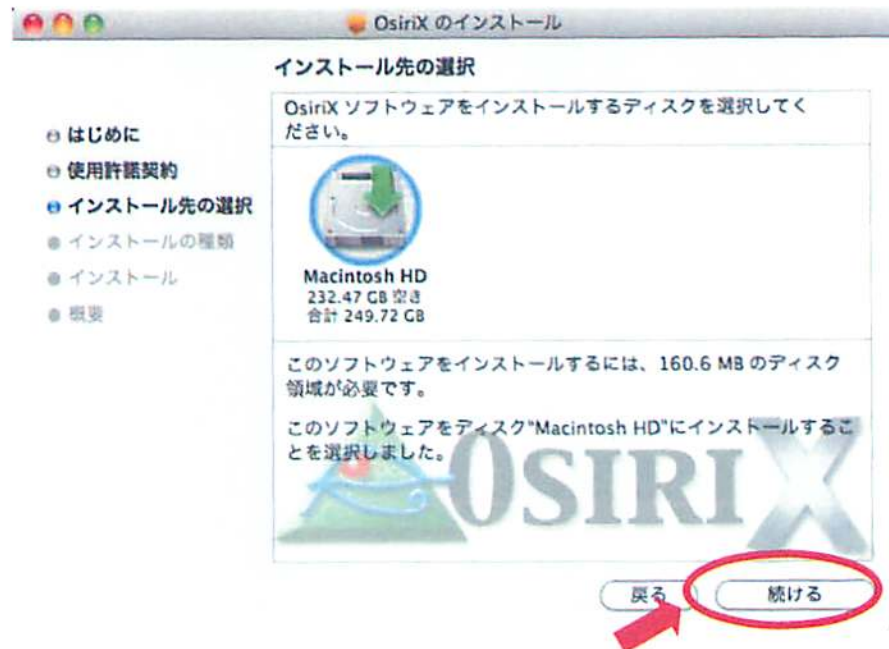 OsiriX のインストール
インストール先の選択
はじめに
使用許諾契約
インストール先の選択
インストールの種類
インストール
概要
OsiriX ソフトウェアをインストールするディスクを選択してく
ださい。
Macintosh HD
232.47 GB 空き
合計 249.72 GB
このソフトウェアをインストールするには、160.6 MB のディスク
領域が必要です。
このソフトウェアをディスク"Macintosh HD"にインストールするこ
とを選択しました。
OSIRIX
戻る
続ける